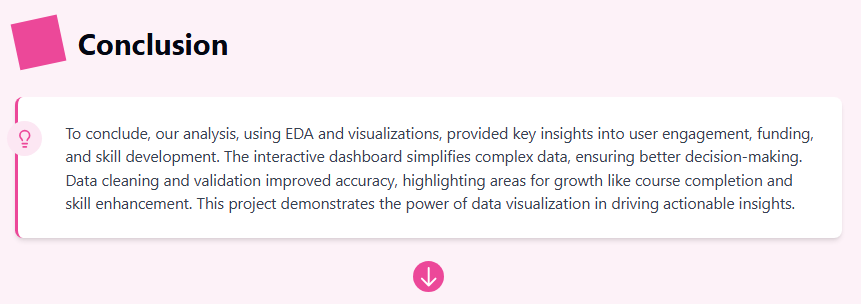 Conclusion
To conclude, our analysis, using EDA and visualizations, provided key insights into user engagement, funding,
and skill development. The interactive dashboard simplifies complex data, ensuring better decision-making.
Data cleaning and validation improved accuracy, highlighting areas for growth like course completion and
skill enhancement. This project demonstrates the power of data visualization in driving actionable insights.